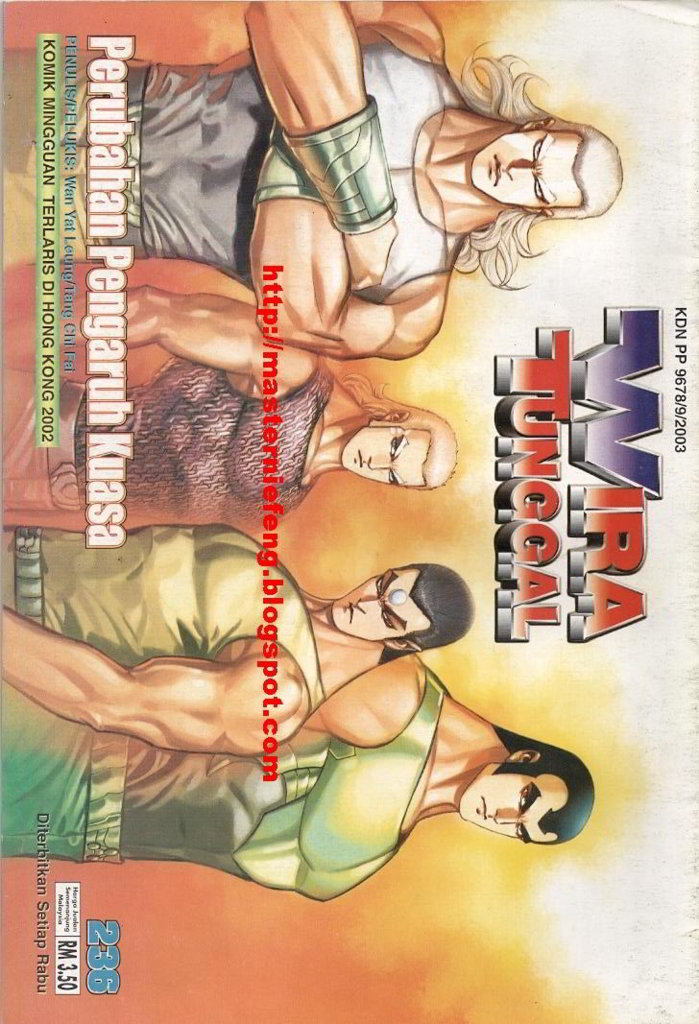 KDN PP 9678/9/2003
WIRA
TUNGGAL
http://masterniefeng.blogspot.com
Perubahan Pengaruh Kuasa
PENULIS/PELUKIS: Wan Yat Leung/Tang Chi Fai
KOMIK MINGGUAN TERLARIS DI HONG KONG 2002
236
Harga Jualan
Semenanjung
Malaysia
RM 3.50
Diterbitkan Setiap Rabu